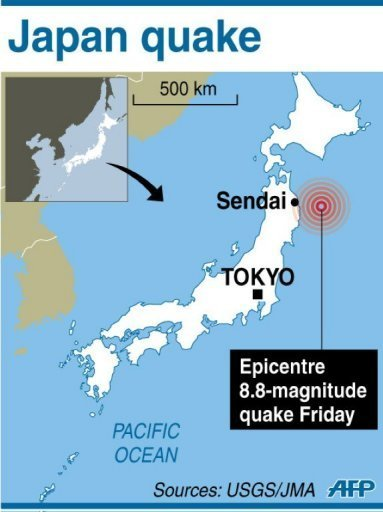 Japan quake
500 km
Sendai
TOKYO
Epicentre
8.8-magnitude
quake Friday
PACIFIC
OCEAN
Sources: USGS/JMA AFP